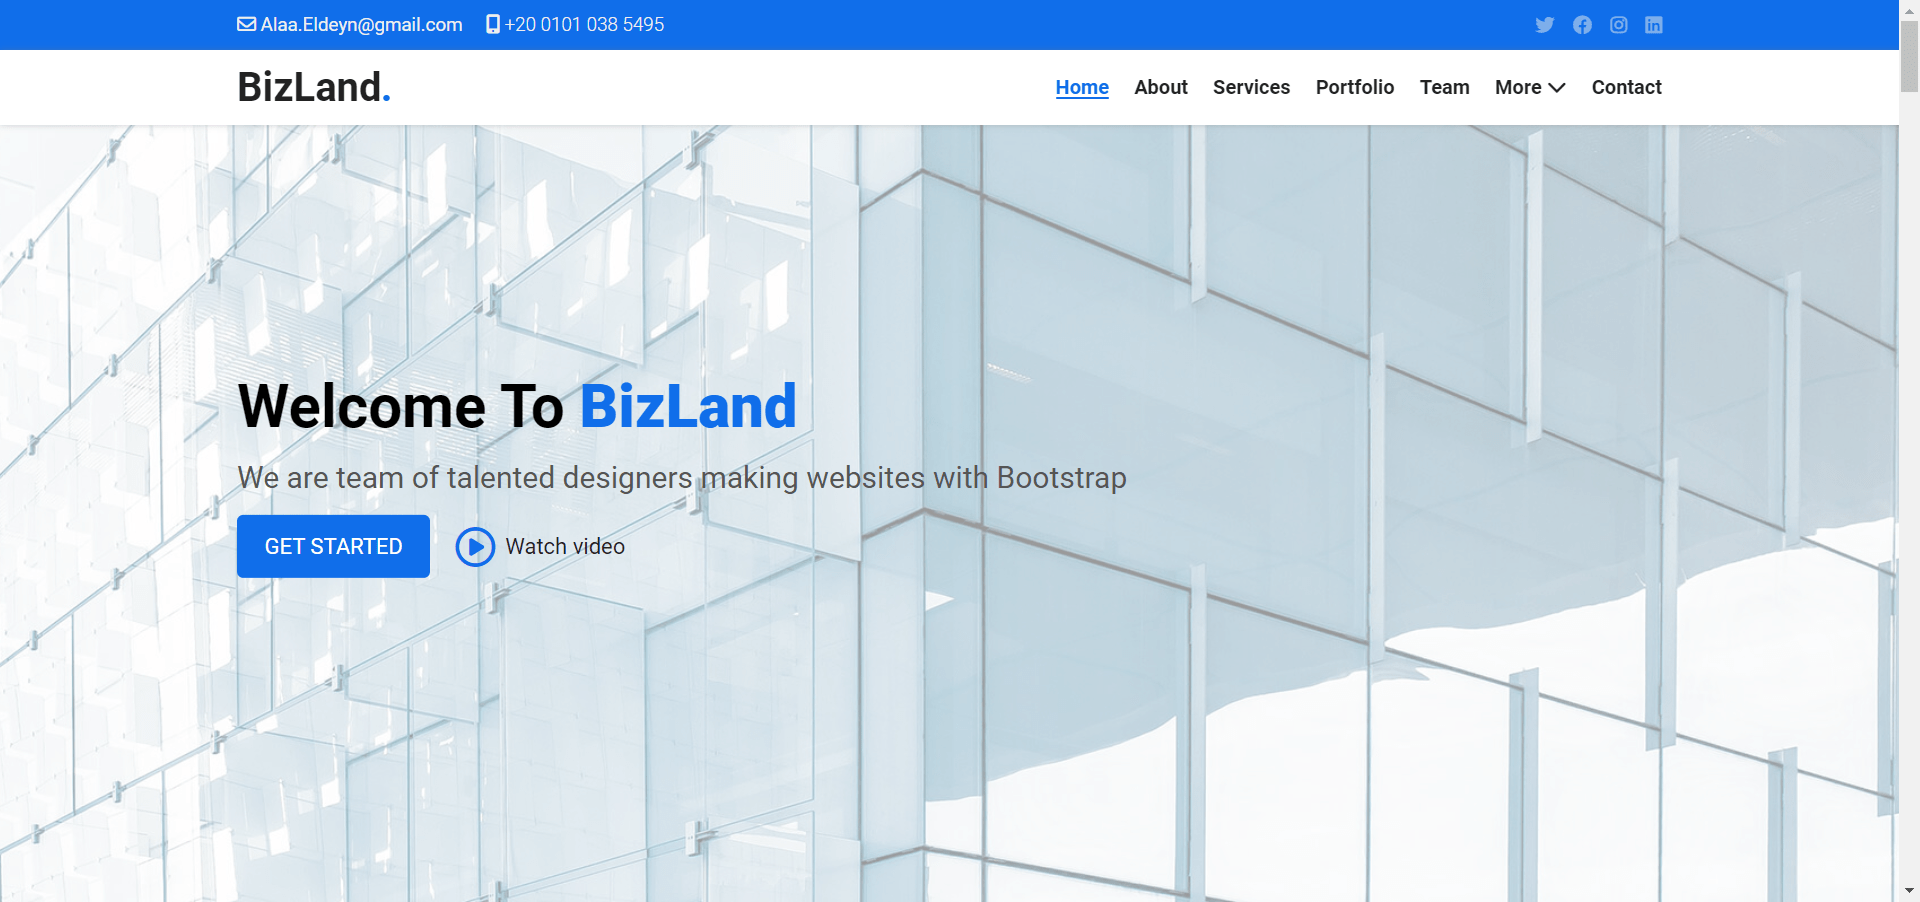 Alaa.Eldeyn@gmail.com +20 0101 038 5495
BizLand.
Home About Services Portfolio Team More Contact
Welcome To BizLand
We are team of talented designers making websites with Bootstrap
GET STARTED Watch video